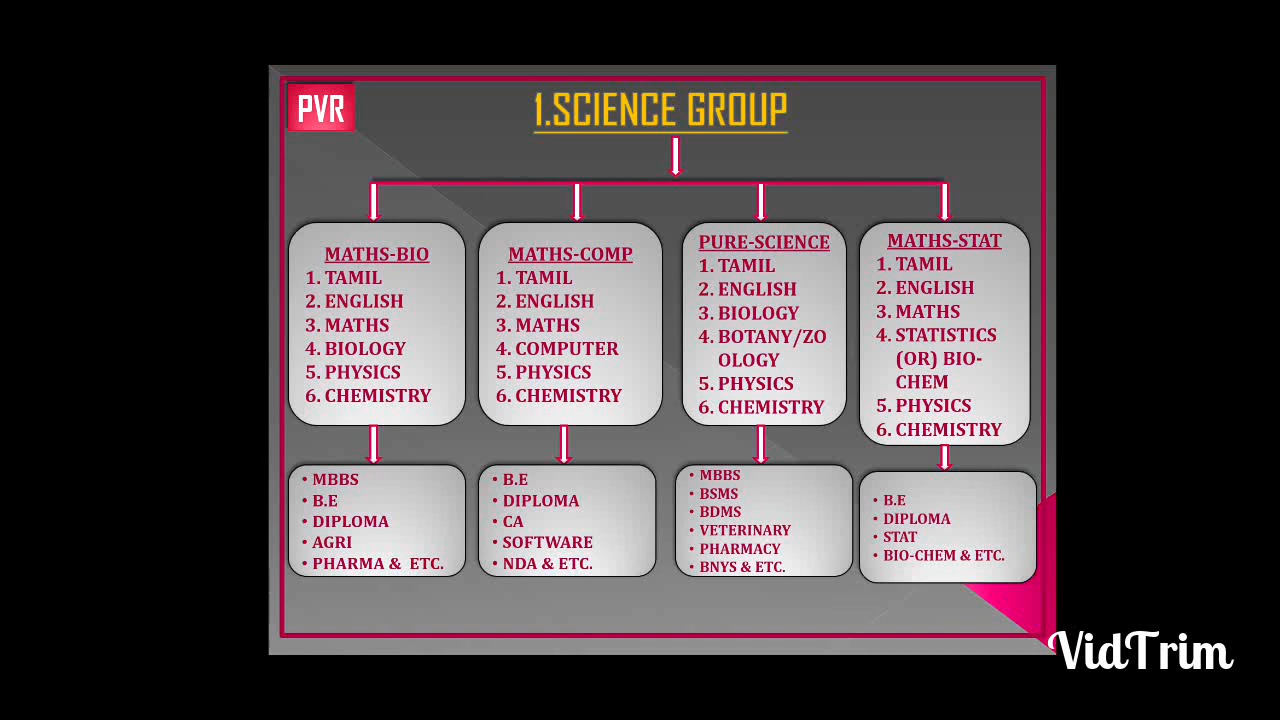 PVR
1.SCIENCE GROUP
MATHS-BIO
1. TAMIL
2. ENGLISH
3. MATHS
4. BIOLOGY
5. PHYSICS
6. CHEMISTRY
MATHS-COMP
1. TAMIL
2. ENGLISH
3. MATHS
4. COMPUTER
5. PHYSICS
6. CHEMISTRY
PURE-SCIENCE
1. TAMIL
2. ENGLISH
3. BIOLOGY
4. BOTANY/ZO
OLOGY
5. PHYSICS
6. CHEMISTRY
MATHS-STAT
1. TAMIL
2. ENGLISH
3. MATHS
4. STATISTICS
(OR) BIO-
CHEM
5. PHYSICS
6. CHEMISTRY
• MBBS
• B.E
• DIPLOMA
• AGRI
• PHARMA & ETC.
• B.E
• DIPLOMA
• CA
• SOFTWARE
• NDA & ETC.
• MBBS
• BSMS
• BDMS
• VETERINARY
• PHARMACY
• BNYS & ETC.
• B.E
• DIPLOMA
• STAT
• BIO-CHEM & ETC.
VidTrim